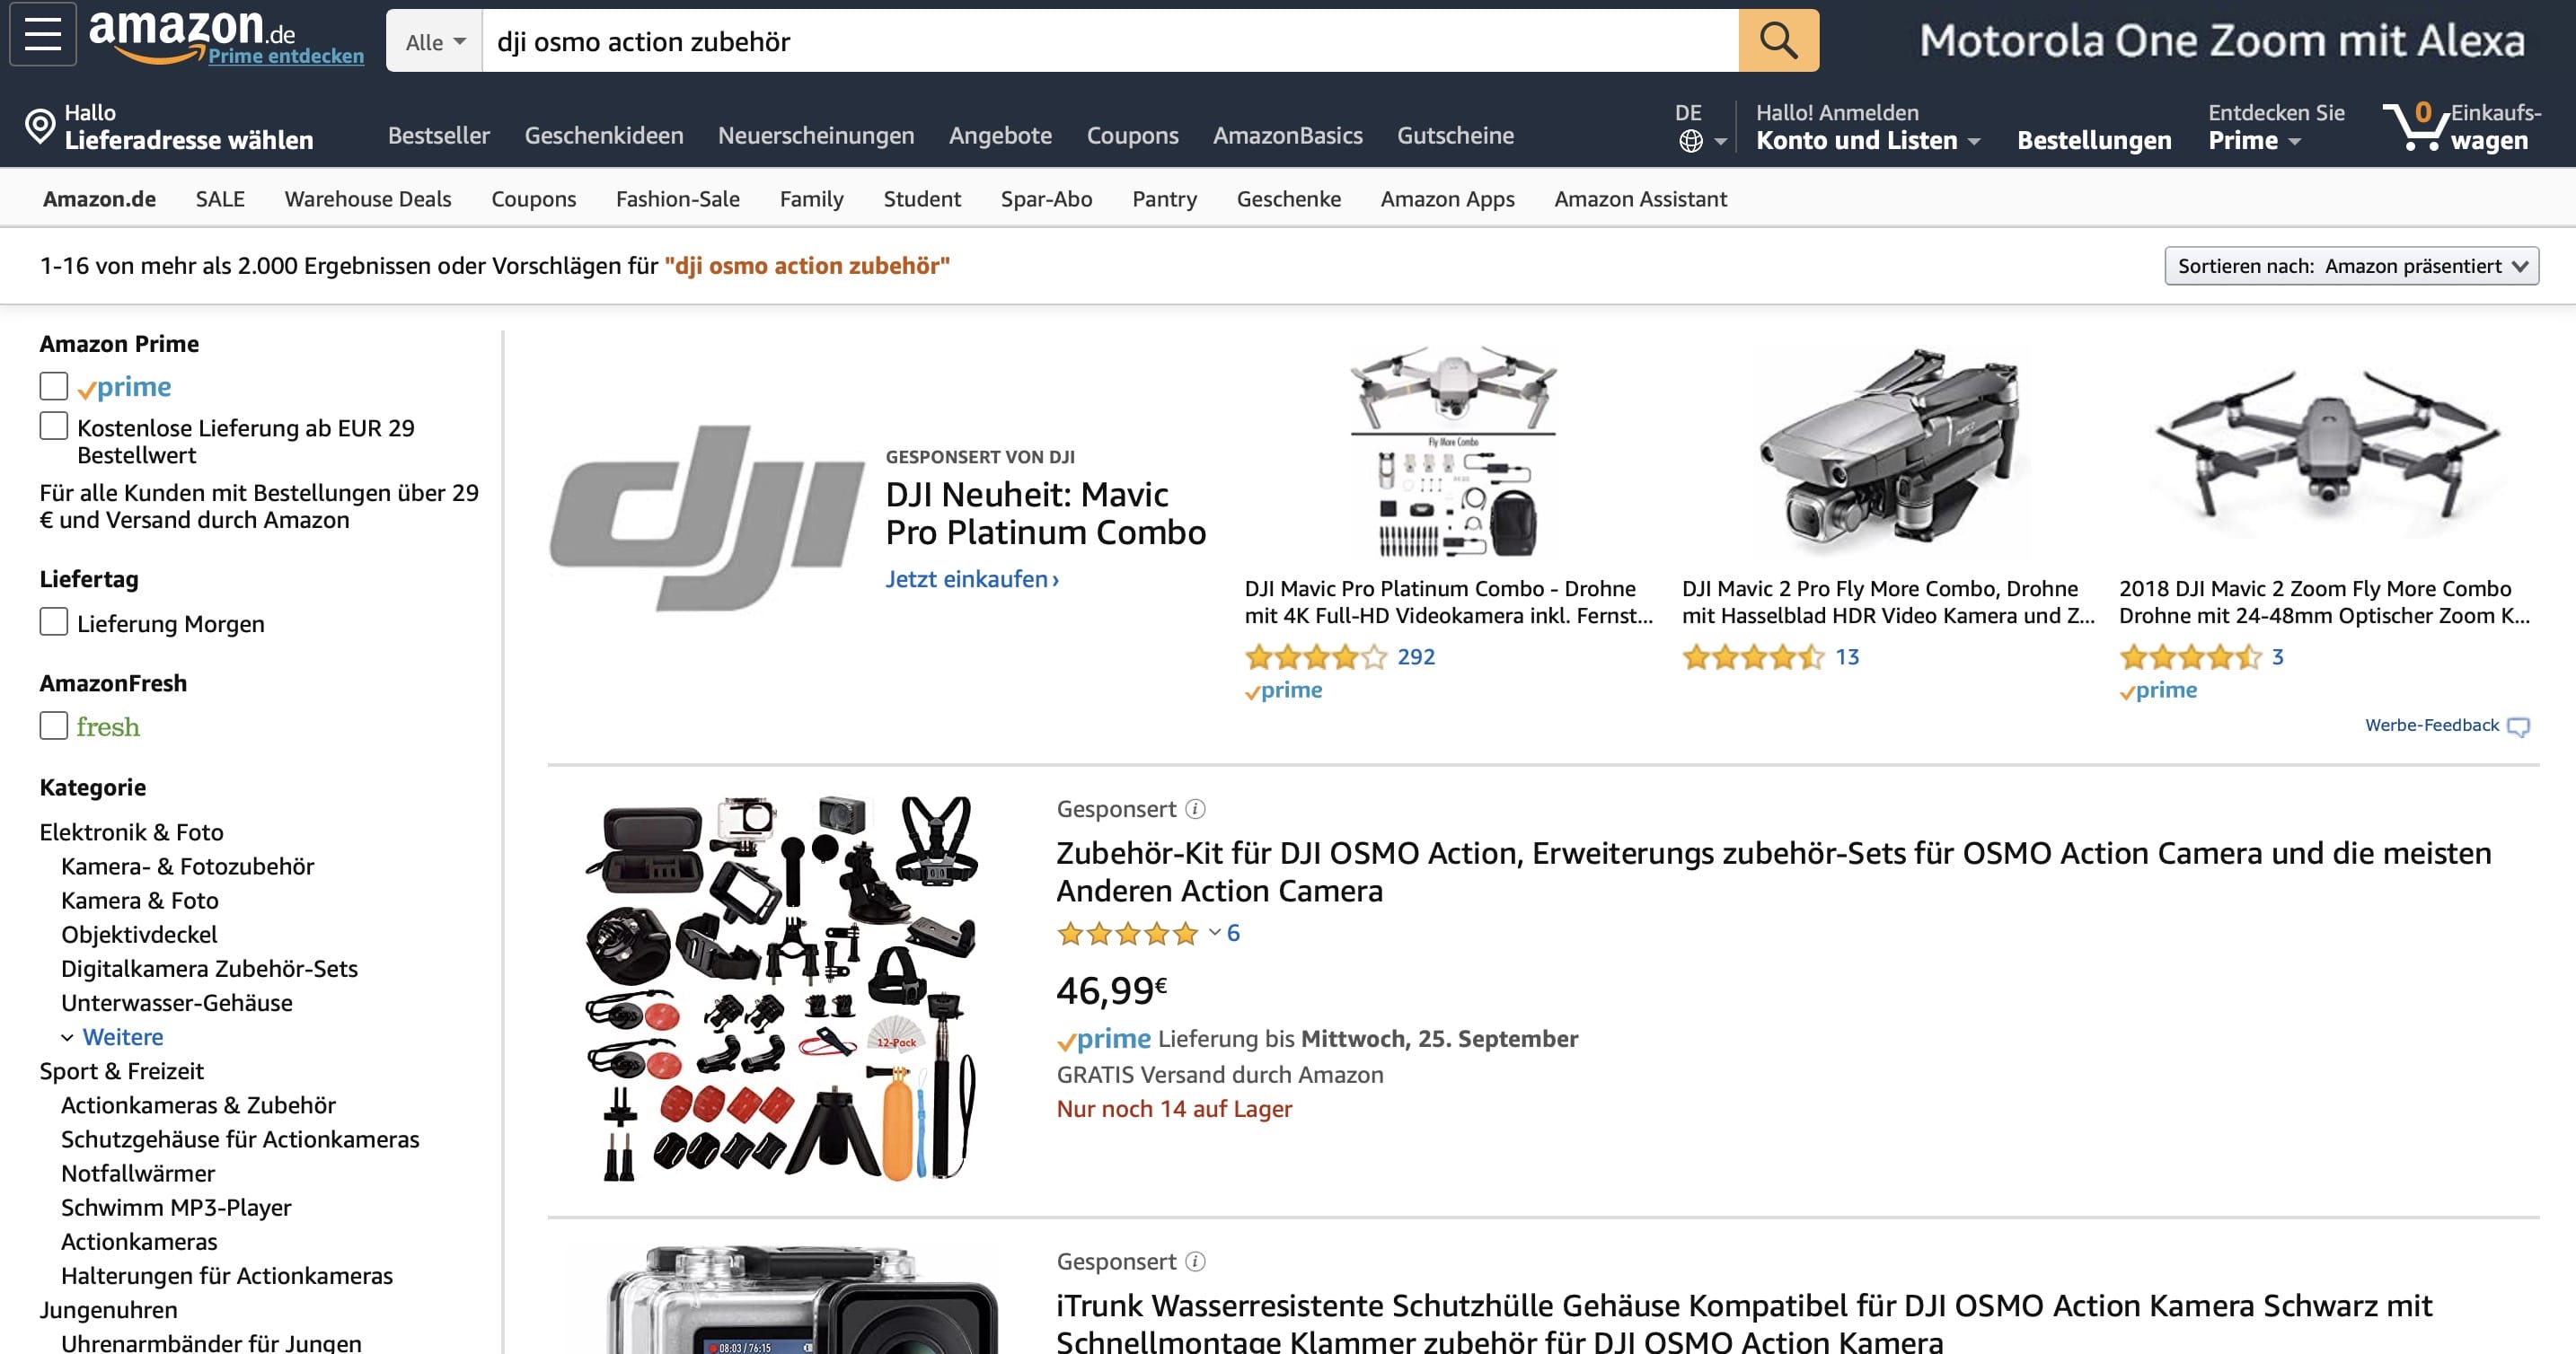 amazon.de
Prime entdecken
Alle
dji osmo action zubehör
Motorola One Zoom mit Alexa
Hallo
Lieferadresse wählen
Bestseller Geschenkideen Neuerscheinungen Angebote Coupons AmazonBasics Gutscheine
DE
Hallo! Anmelden
Konto und Listen
Bestellungen
Entdecken Sie
Prime
0
Einkaufs-
wagen
Amazon.de SALE Warehouse Deals Coupons Fashion-Sale Family Student Spar-Abo Pantry Geschenke Amazon Apps Amazon Assistant
1-16 von mehr als 2.000 Ergebnissen oder Vorschlägen für "dji osmo action zubehör"
Sortieren nach: Amazon präsentiert
Amazon Prime
prime
Kostenlose Lieferung ab EUR 29
Bestellwert
Für alle Kunden mit Bestellungen über 29
€ und Versand durch Amazon
Liefertag
Lieferung Morgen
AmazonFresh
fresh
Kategorie
Elektronik & Foto
Kamera- & Fotozubehör
Kamera & Foto
Objektivdeckel
Digitalkamera Zubehör-Sets
Unterwasser-Gehäuse
Weitere
Sport & Freizeit
Actionkameras & Zubehör
Schutzgehäuse für Actionkameras
Notfallwärmer
Schwimm MP3-Player
Actionkameras
Halterungen für Actionkameras
Jungenuhren
Uhrenarmbänder für Jungen
dji
GESPONSERT VON DJI
DJI Neuheit: Mavic
Pro Platinum Combo
Jetzt einkaufen ›
Fly More Combo
DJI Mavic Pro Platinum Combo - Drohne
mit 4K Full-HD Videokamera inkl. Fernst...
292
prime
DJI Mavic 2 Pro Fly More Combo, Drohne
mit Hasselblad HDR Video Kamera und Z...
13
2018 DJI Mavic 2 Zoom Fly More Combo
Drohne mit 24-48mm Optischer Zoom K...
3
prime
Werbe-Feedback
12-Pack
Gesponsert
Zubehör-Kit für DJI OSMO Action, Erweiterungs zubehör-Sets für OSMO Action Camera und die meisten
Anderen Action Camera
6
46,99€
prime Lieferung bis Mittwoch, 25. September
GRATIS Versand durch Amazon
Nur noch 14 auf Lager
08:03 / 76:15
Gesponsert
iTrunk Wasserresistente Schutzhülle Gehäuse Kompatibel für DJI OSMO Action Kamera Schwarz mit
Schnellmontage Klammer zubehör für DJI OSMO Action Kamera